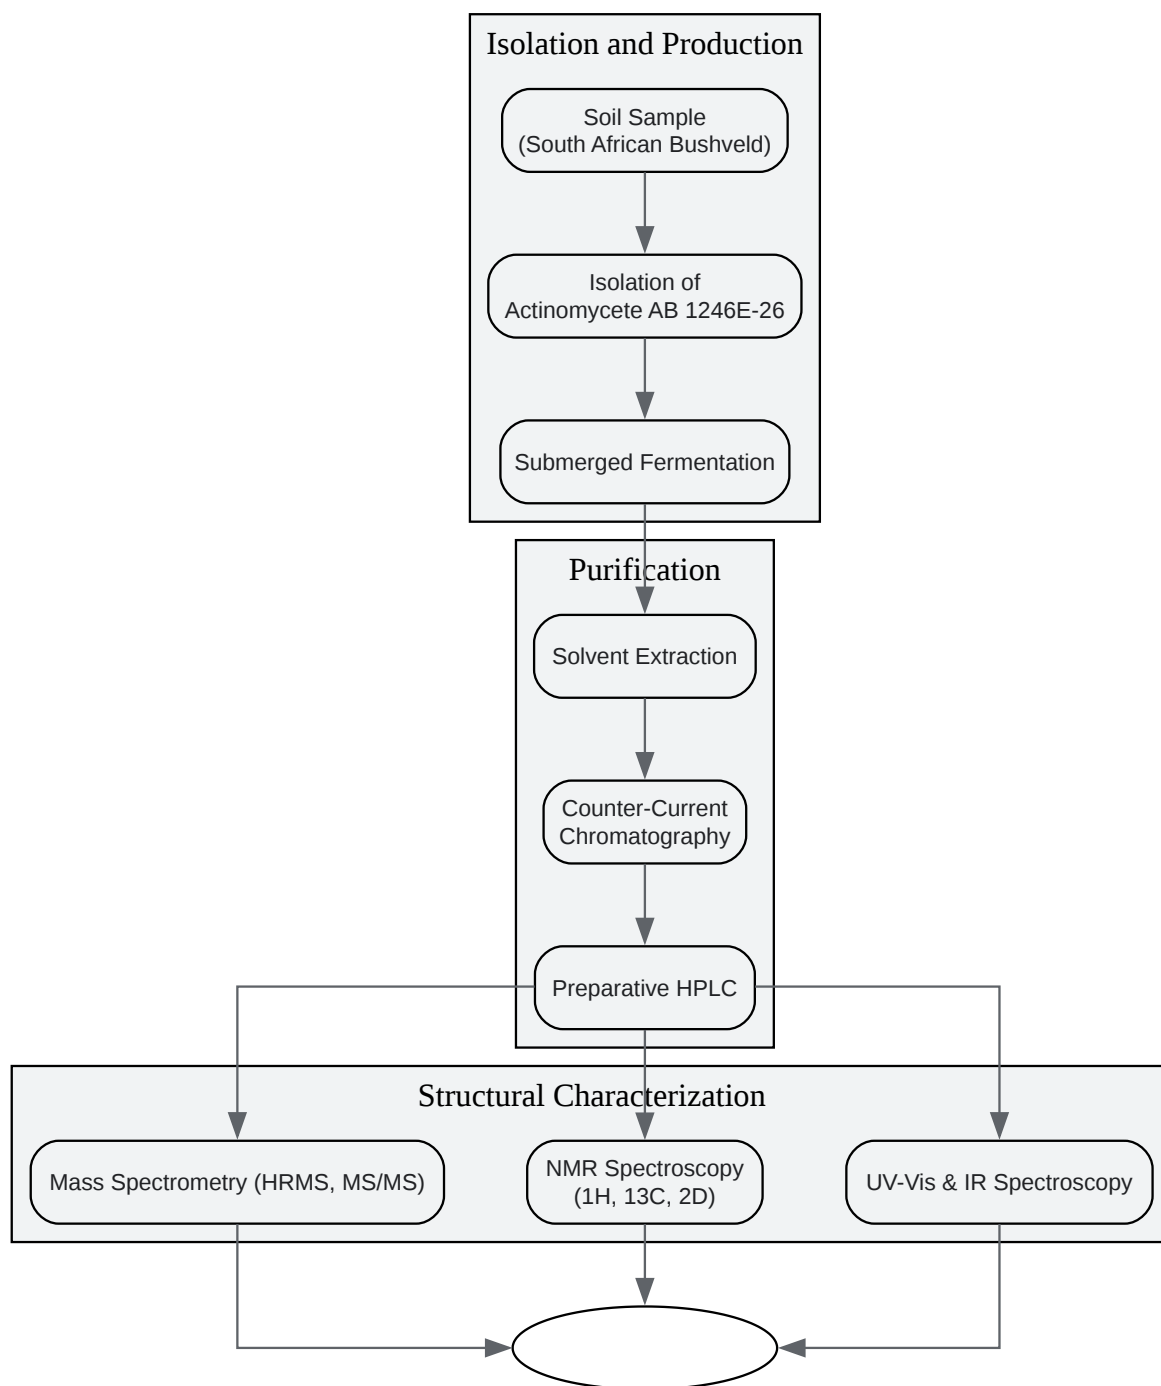 Isolation and Production
Soil Sample
(South African Bushveld)
Isolation of
Actinomycete AB 1246E-26
Submerged Fermentation
Purification
Solvent Extraction
Counter-Current
Chromatography
Preparative HPLC
Structural Characterization
Mass Spectrometry (HRMS, MS/MS)
NMR Spectroscopy
(1H, 13C, 2D)
UV-Vis & IR Spectroscopy